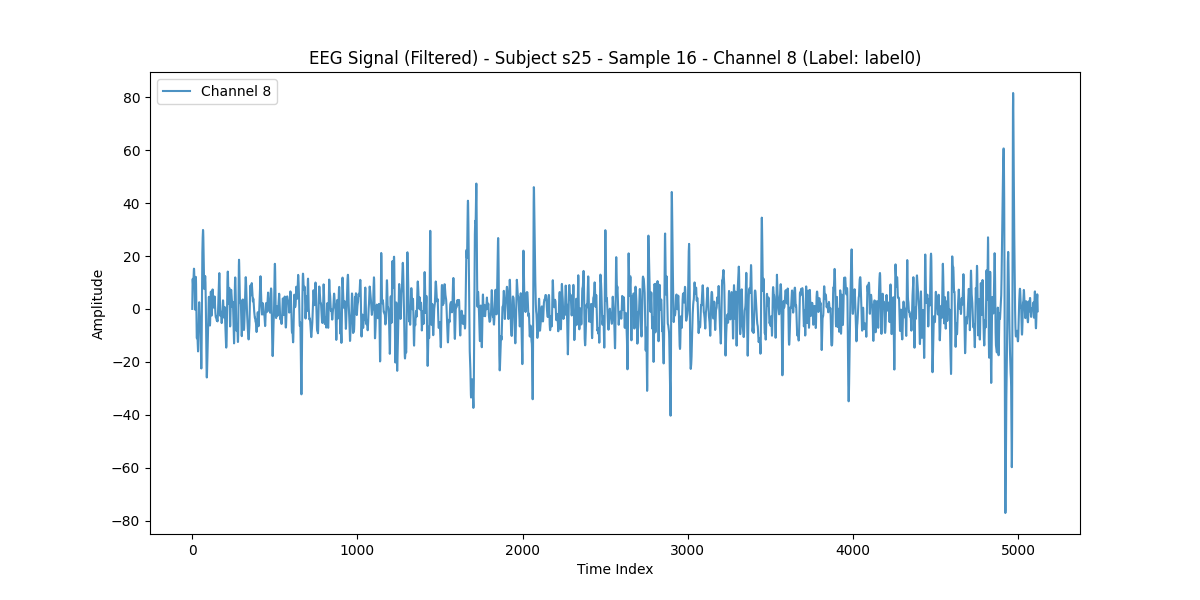 EEG Signal (Filtered) - Subject s25 - Sample 16 - Channel 8 (Label: label0)
Channel 8
80
60
40
20
0
−20
−40
−60
−80
Amplitude
0 1000 2000 3000 4000 5000
Time Index